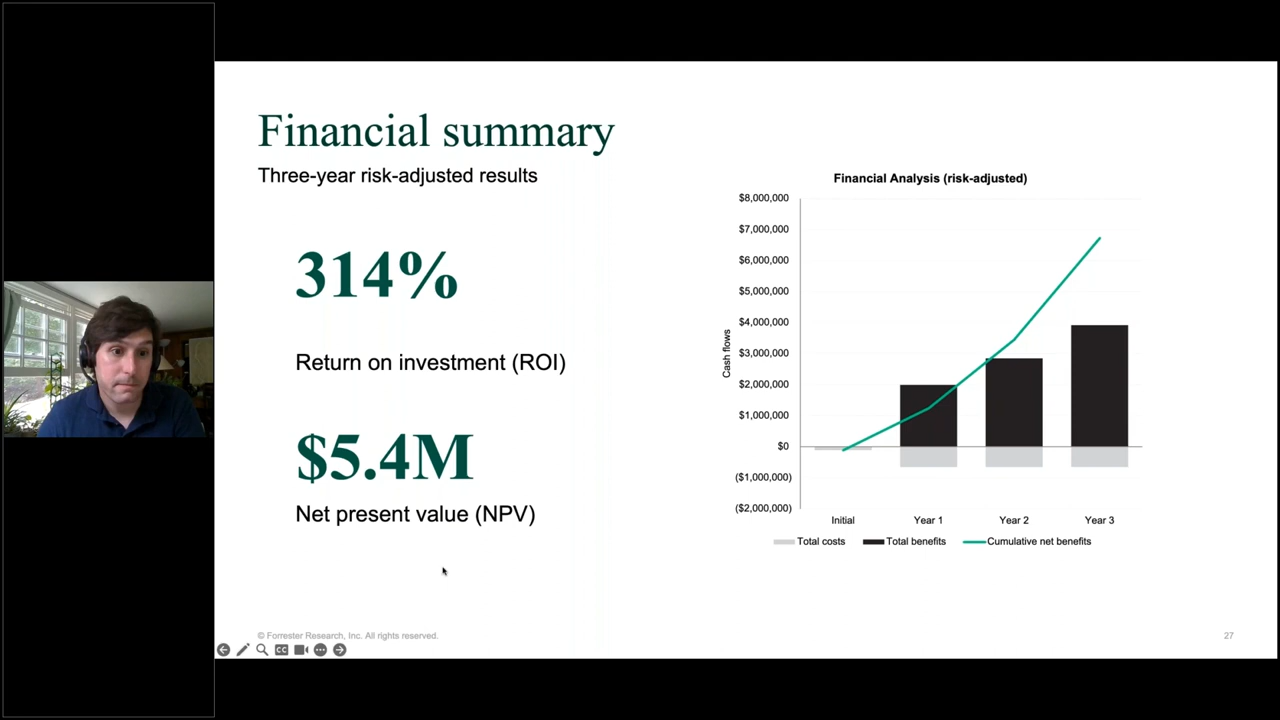 Financial summary
Three-year risk-adjusted results
314%
Return on investment (ROI)
$5.4M
Net present value (NPV)
Financial Analysis (risk-adjusted)
$8,000,000
$7,000,000
$6,000,000
$5,000,000
$4,000,000
$3,000,000
$2,000,000
$1,000,000
$0
($1,000,000)
($2,000,000)
Cash flows
Initial Year 1 Year 2 Year 3
Total costs Total benefits Cumulative net benefits
© Forrester Research, Inc. All rights reserved.
27
CC